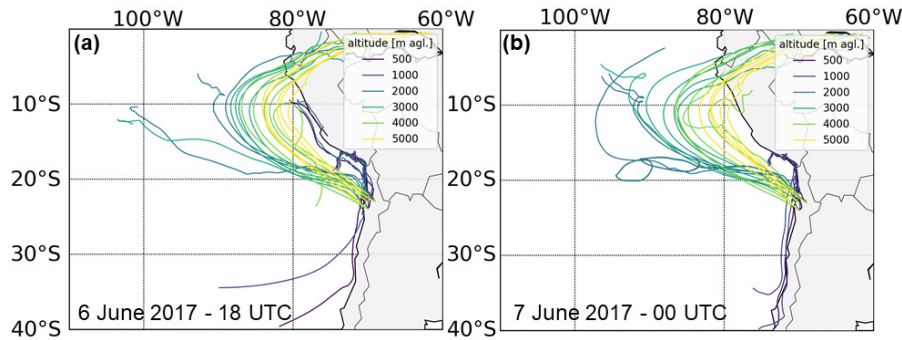 100°W 80°W 60°W 100°W 80°W 60°W
(a) altitude [m agl.] (b) altitude [m agl.]
500 500
1000 1000
2000 2000
10°S 3000 10°S 3000
4000 4000
5000 5000
20°S 20°S
30°S 30°S
6 June 2017 - 18 UTC 7 June 2017 - 00 UTC
40°S 40°S